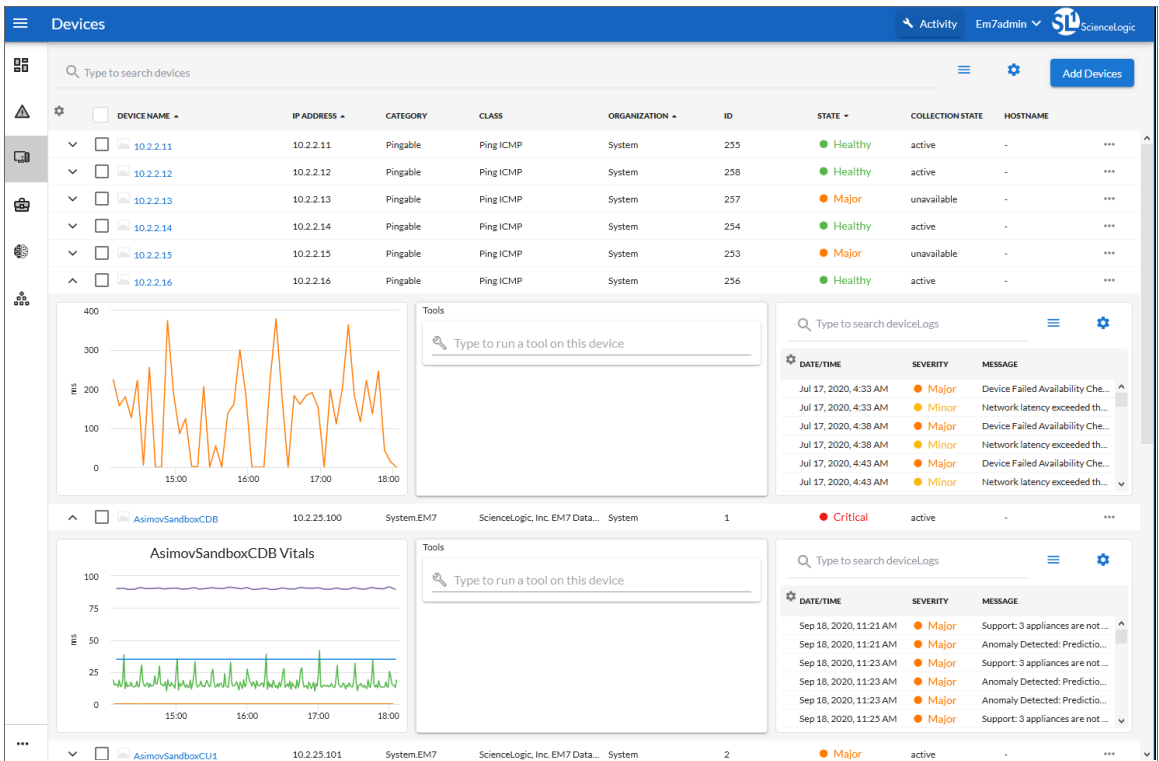 Devices Activity Em7admin SL1 ScienceLogic
Type to search devices Add Devices
DEVICE NAME IP ADDRESS CATEGORY CLASS ORGANIZATION ID STATE COLLECTION STATE HOSTNAME
10.2.2.11 10.2.2.11 Pingable Ping ICMP System 255 Healthy active - •••
10.2.2.12 10.2.2.12 Pingable Ping ICMP System 258 Healthy active - •••
10.2.2.13 10.2.2.13 Pingable Ping ICMP System 257 Major unavailable - •••
10.2.2.14 10.2.2.14 Pingable Ping ICMP System 254 Healthy active - •••
10.2.2.15 10.2.2.15 Pingable Ping ICMP System 253 Major unavailable - •••
10.2.2.16 10.2.2.16 Pingable Ping ICMP System 256 Healthy active - •••
400
300
200
100
0
ms
15:00 16:00 17:00 18:00
Tools
Type to run a tool on this device
Type to search deviceLogs
DATE/TIME SEVERITY MESSAGE
Jul 17, 2020, 4:33 AM Major Device Failed Availability Che...
Jul 17, 2020, 4:33 AM Minor Network latency exceeded th...
Jul 17, 2020, 4:38 AM Major Device Failed Availability Che...
Jul 17, 2020, 4:38 AM Minor Network latency exceeded th...
Jul 17, 2020, 4:43 AM Major Device Failed Availability Che...
Jul 17, 2020, 4:43 AM Minor Network latency exceeded th...
AsimovSandboxCDB 10.2.25.100 System.EM7 ScienceLogic, Inc. EM7 Data... System 1 Critical active - •••
AsimovSandboxCDB Vitals
100
75
50
25
0
ms
15:00 16:00 17:00 18:00
Tools
Type to run a tool on this device
Type to search deviceLogs
DATE/TIME SEVERITY MESSAGE
Sep 18, 2020, 11:21 AM Major Support: 3 appliances are not ...
Sep 18, 2020, 11:21 AM Major Anomaly Detected: Predictio...
Sep 18, 2020, 11:23 AM Major Support: 3 appliances are not ...
Sep 18, 2020, 11:23 AM Major Anomaly Detected: Predictio...
Sep 18, 2020, 11:23 AM Major Anomaly Detected: Predictio...
Sep 18, 2020, 11:25 AM Major Support: 3 appliances are not ...
AsimovSandboxCU1 10.2.25.101 System.EM7 ScienceLogic, Inc. EM7 Data... System 2 Major active - •••